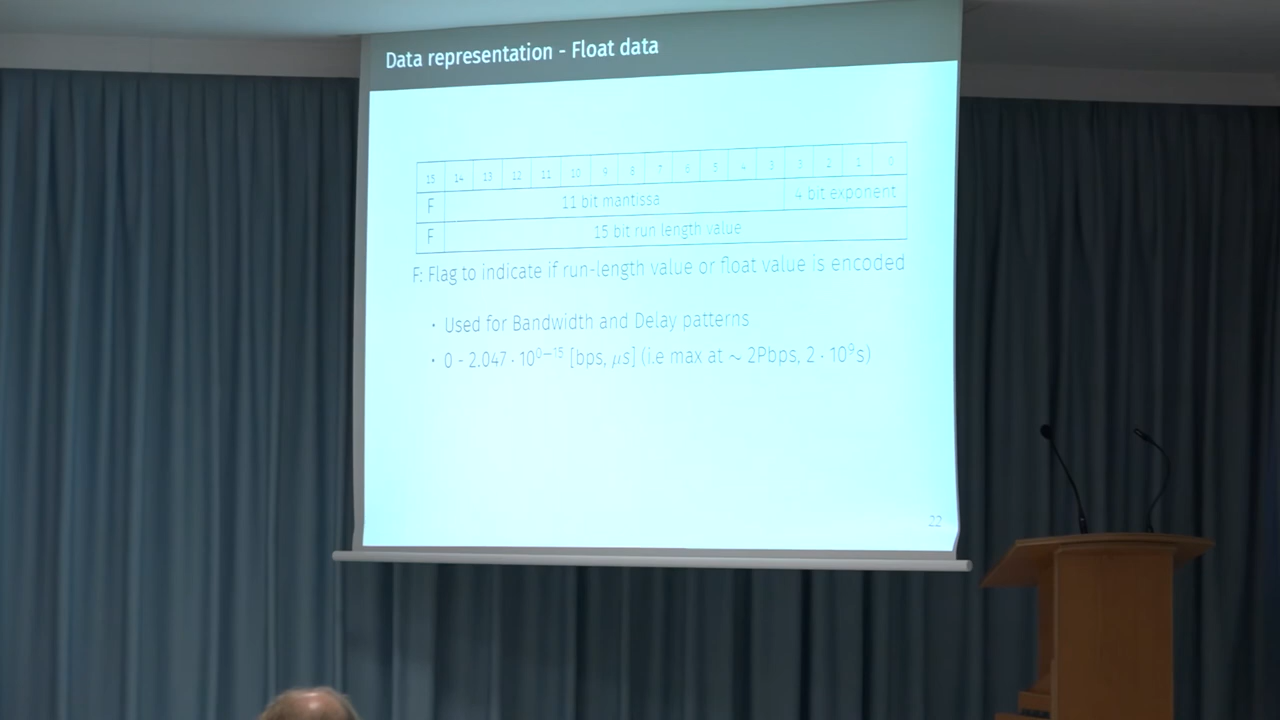 Data representation - Float data
15 14 13 12 11 10 9 8 7 6 5 4 3 3 2 1 0
F 11 bit mantissa 4 bit exponent
F 15 bit run length value
F: Flag to indicate if run-length value or float value is encoded
· Used for Bandwidth and Delay patterns
· 0 - 2.047 · 10⁰⁻¹⁵ [bps, μs] (i.e max at ~ 2Pbps, 2 · 10⁹s)
22